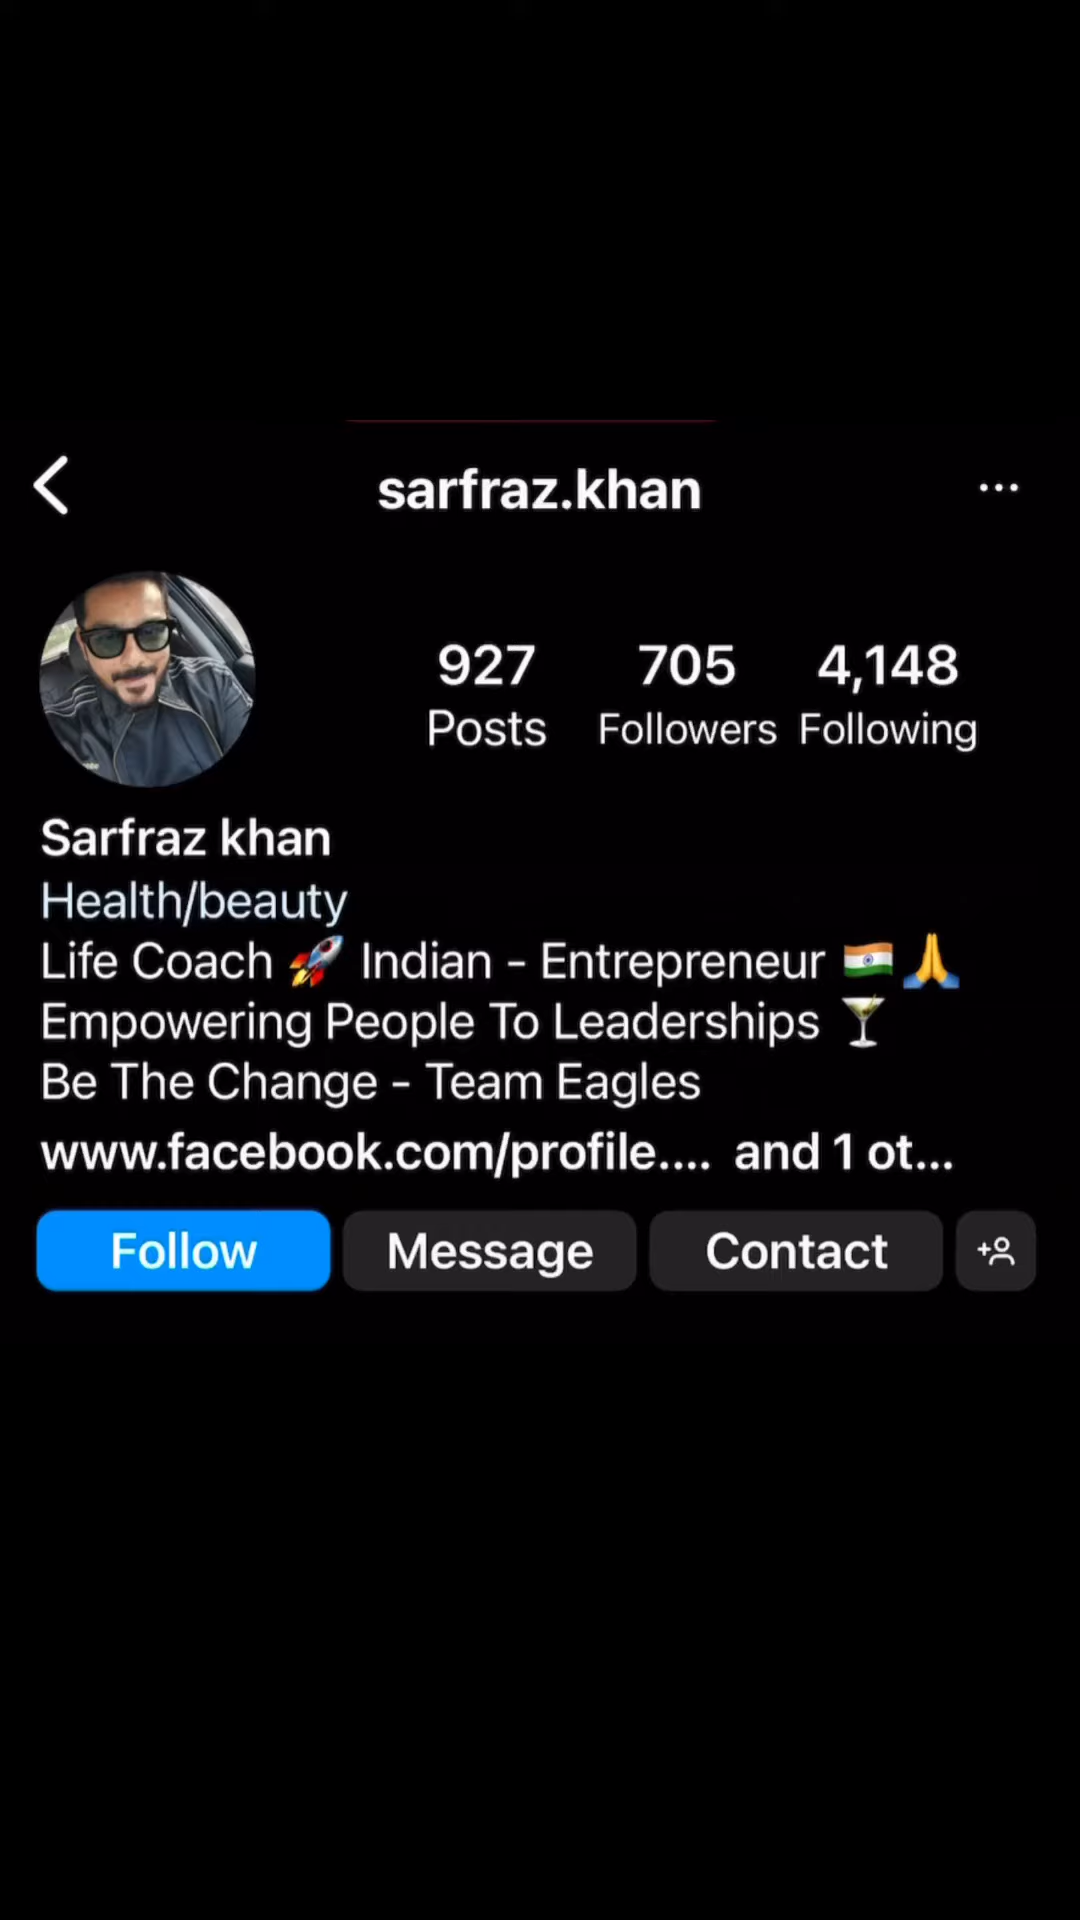 sarfraz.khan
927 705 4,148
Posts Followers Following
Sarfraz khan
Health/beauty
Life Coach 🚀 Indian - Entrepreneur 🇮🇳🙏
Empowering People To Leaderships 🍸
Be The Change - Team Eagles
www.facebook.com/profile.... and 1 ot...
Follow Message Contact